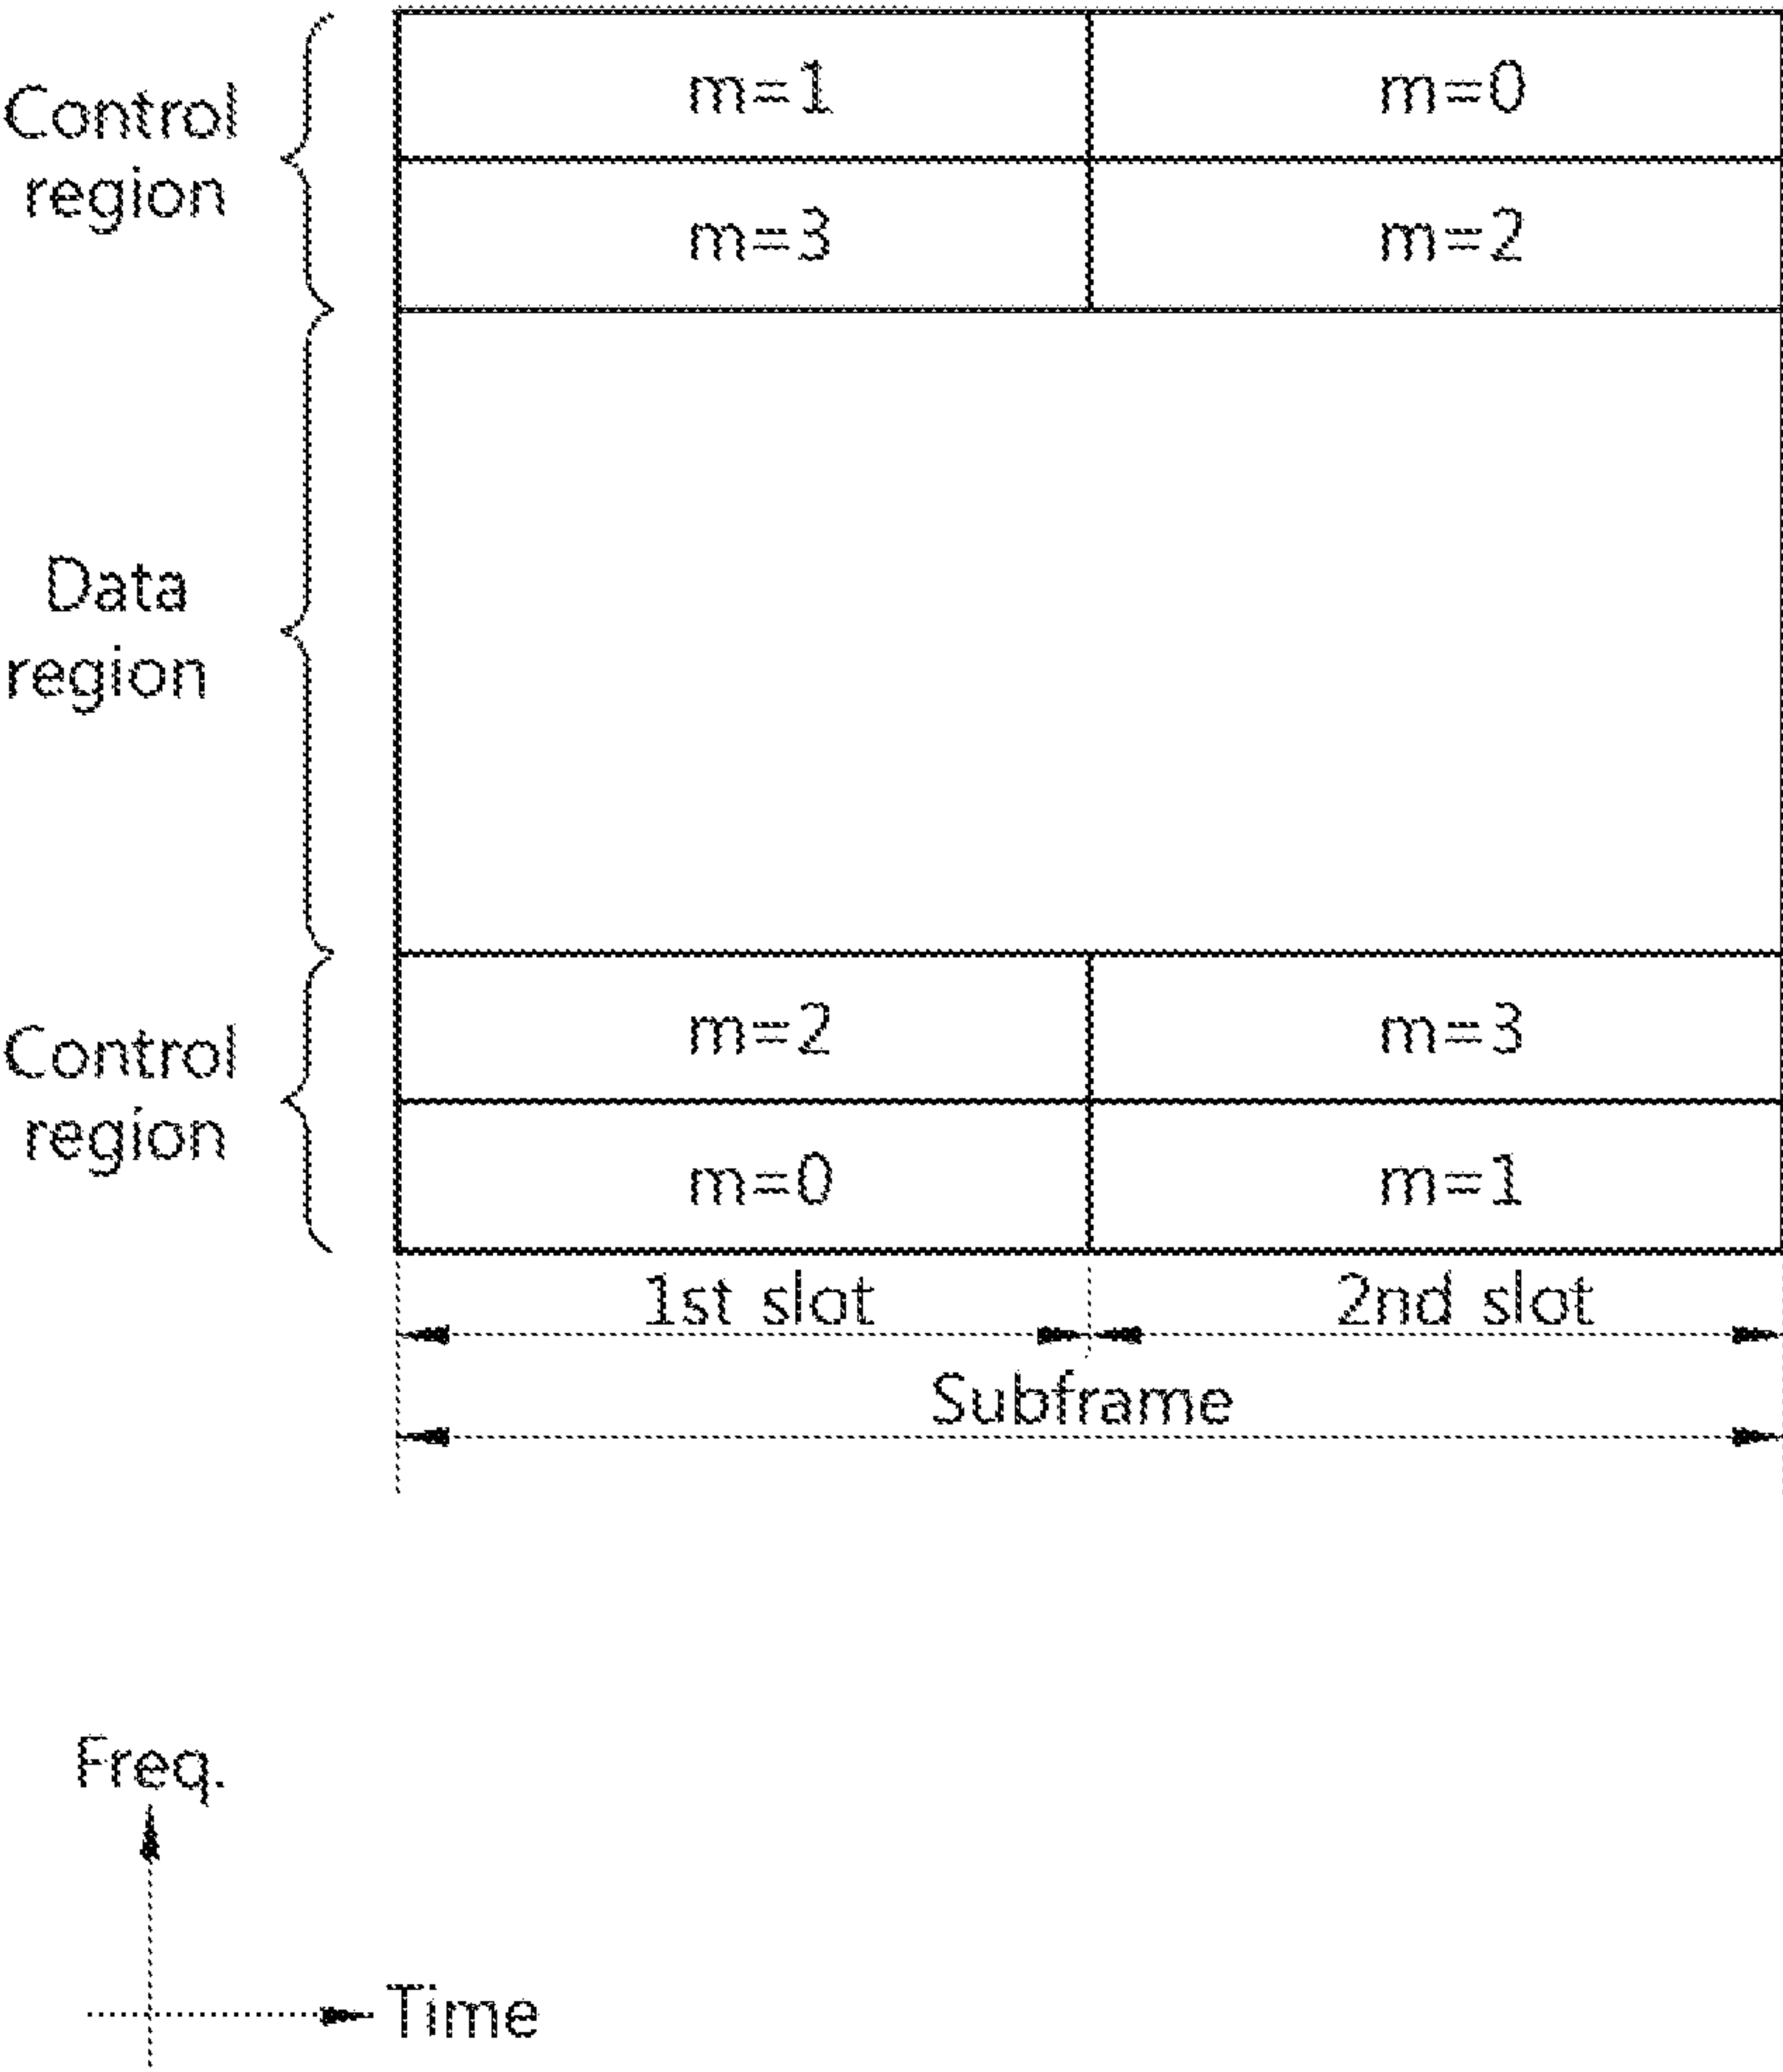 Control
region
m=1
m=0
m=3
m=2
Data
region
Control
region
m=2
m=3
m=0
m=1
1st slot
2nd slot
Subframe
Freq.
Time